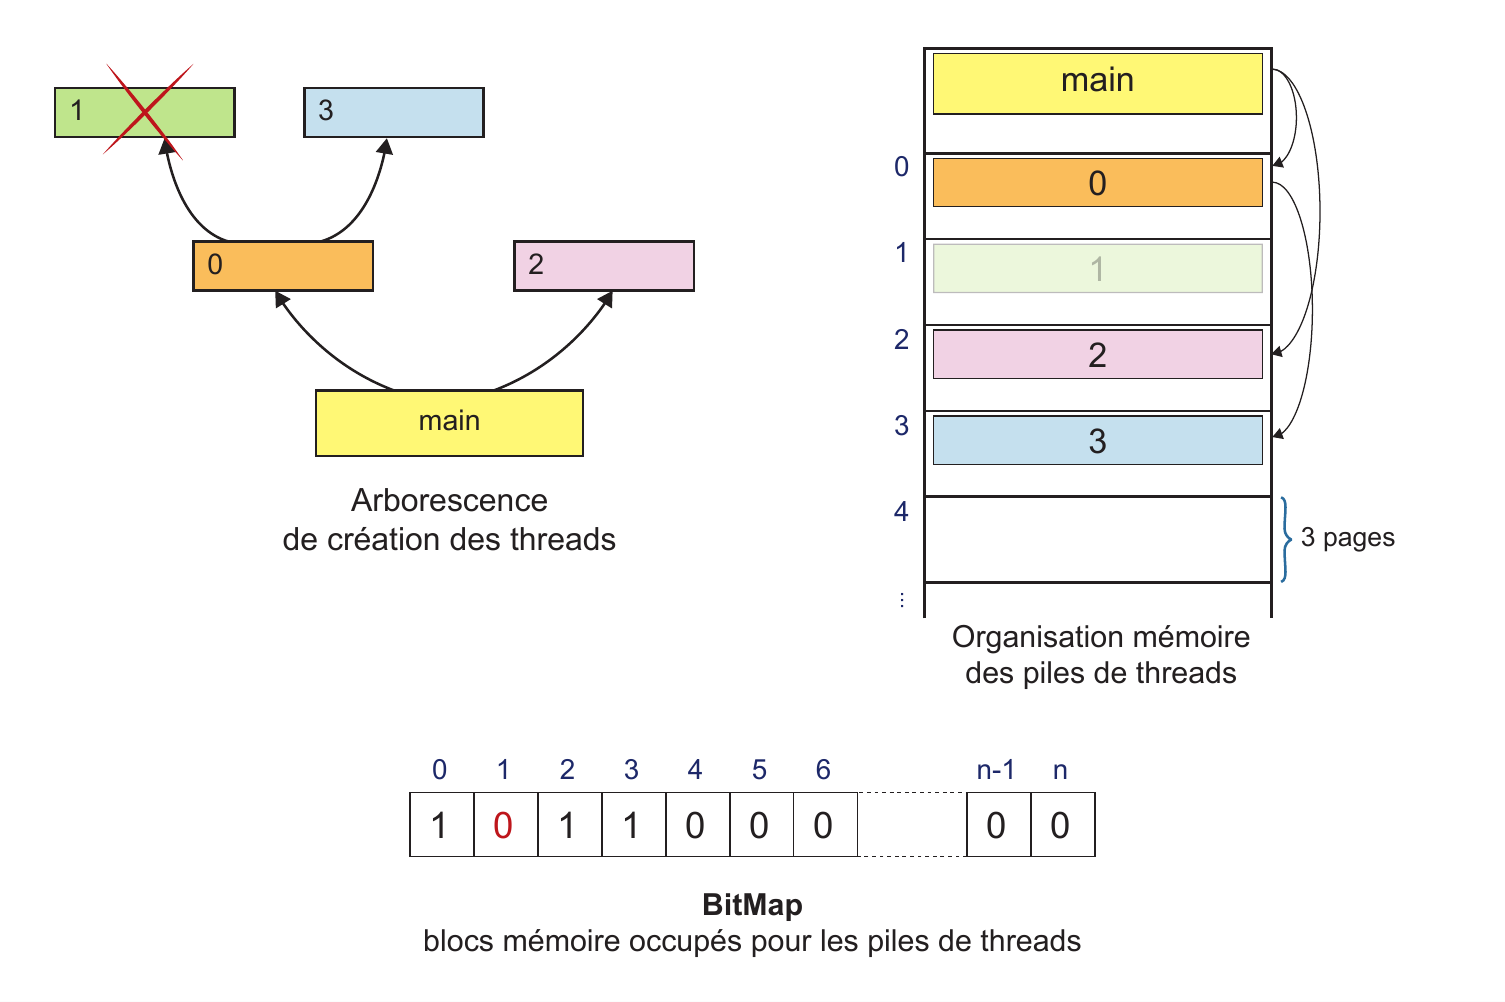 1
3
0
2
main
Arborescence
de création des threads
main
0
0
1
1
2
2
3
3
4
3 pages
⋮
Organisation mémoire
des piles de threads
0 1 2 3 4 5 6 n-1 n
1 0 1 1 0 0 0 0 0
BitMap
blocs mémoire occupés pour les piles de threads